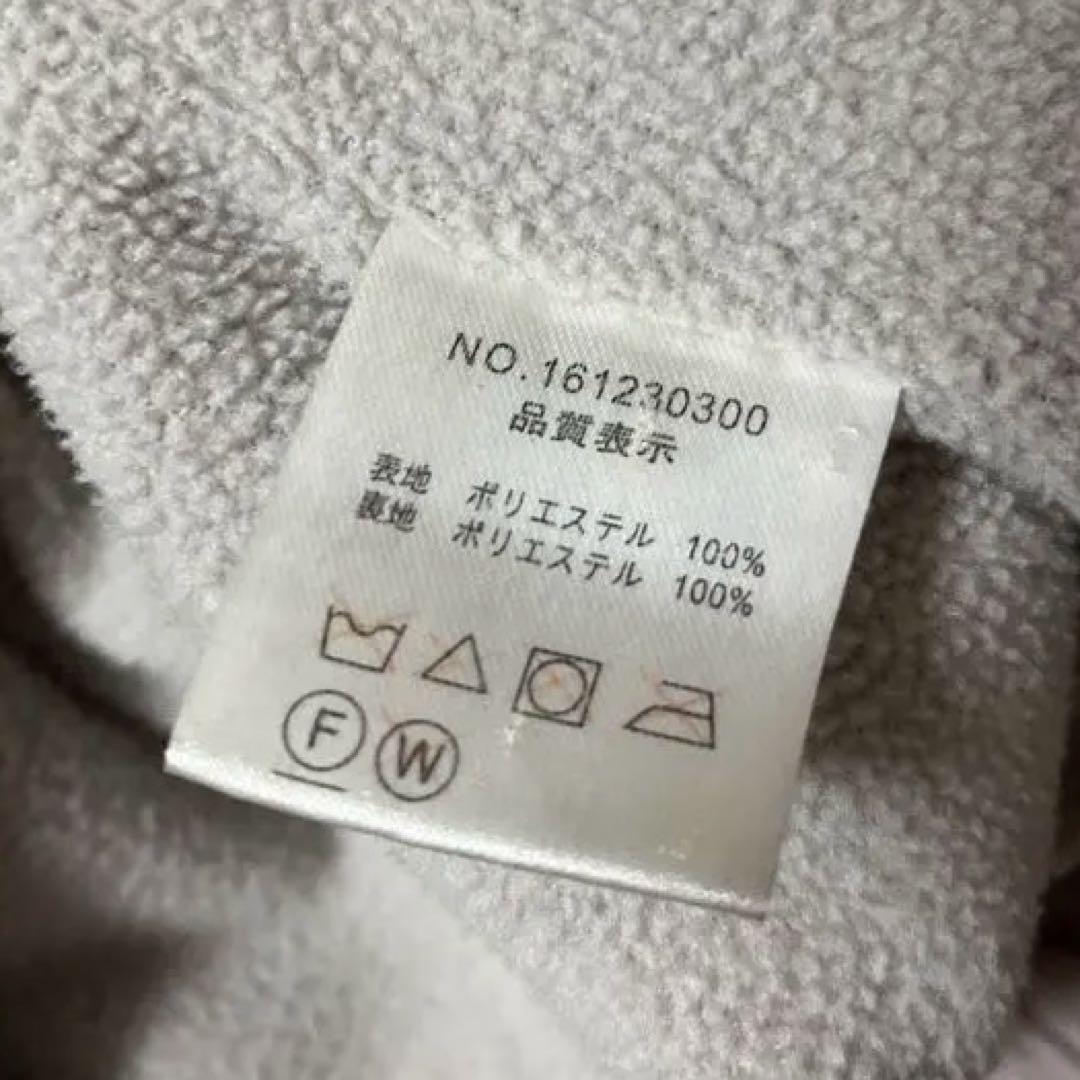 NO.161230300
品質表示
表地 ポリエステル 100%
裏地 ポリエステル 100%
F W